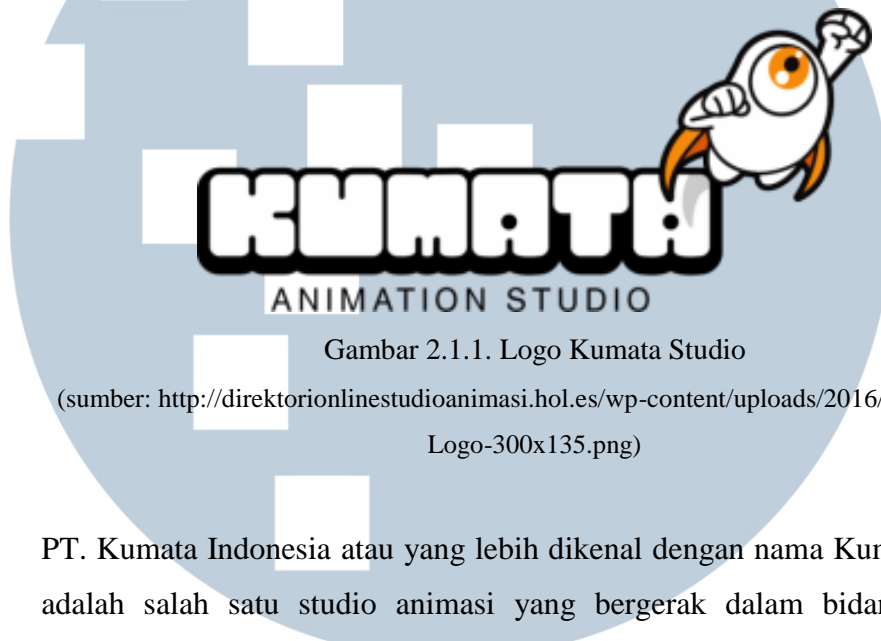 KUMATA
ANIMATION STUDIO
Gambar 2.1.1. Logo Kumata Studio
(sumber: http://direktorionlinestudioanimasi.hol.es/wp-content/uploads/2016/
Logo-300x135.png)
PT. Kumata Indonesia atau yang lebih dikenal dengan nama
adalah salah satu studio animasi yang bergerak dalam